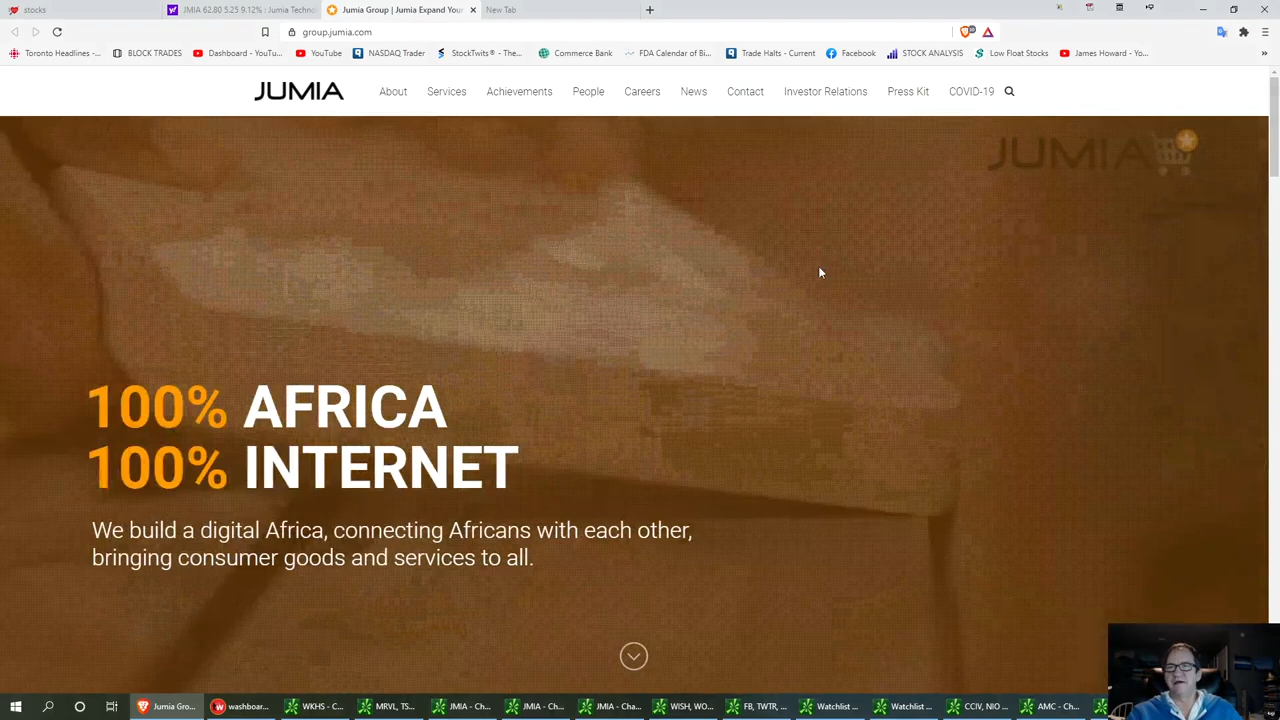 stocks
JMIA 62.80 5.25 9.12% : Jumia Techno
Jumia Group | Jumia Expand Your
New Tab
group.jumia.com
Toronto Headlines -...
BLOCK TRADES
Dashboard - YouTu...
YouTube
NASDAQ Trader
StockTwits® - The...
Commerce Bank
FDA Calendar of Bi...
Trade Halts - Current
Facebook
STOCK ANALYSIS
Low Float Stocks
James Howard - Yo...
JUMIA
About
Services
Achievements
People
Careers
News
Contact
Investor Relations
Press Kit
COVID-19
JUMIA
100% AFRICA
100% INTERNET
We build a digital Africa, connecting Africans with each other,
bringing consumer goods and services to all.
Jumia Gro...
washboar...
WKHS - C...
MRVL, TS...
JMIA - Ch...
JMIA - Ch...
JMIA - Cha...
WISH, WO...
FB, TWTR, ...
Watchlist ...
Watchlist ...
CCIV, NIO ...
AMC - Ch...